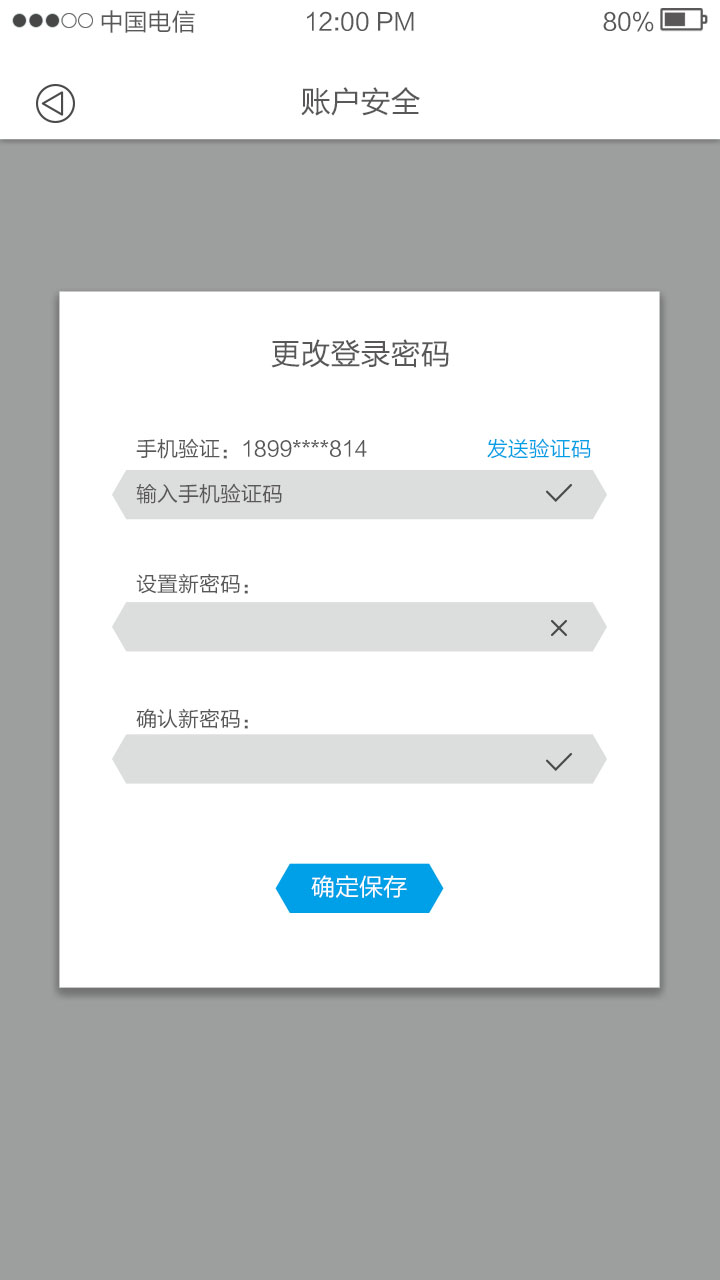 中国电信 12:00 PM 80%
账户安全
更改登录密码
手机验证：1899****814 发送验证码
输入手机验证码
设置新密码：
确认新密码：
确定保存